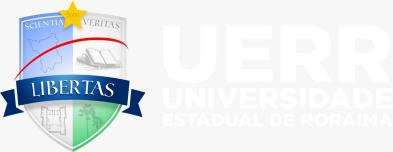 SCIENTIA VERITAS
LIBERTAS
UERR
UNIVERSIDADE
ESTADUAL DE RORAIMA